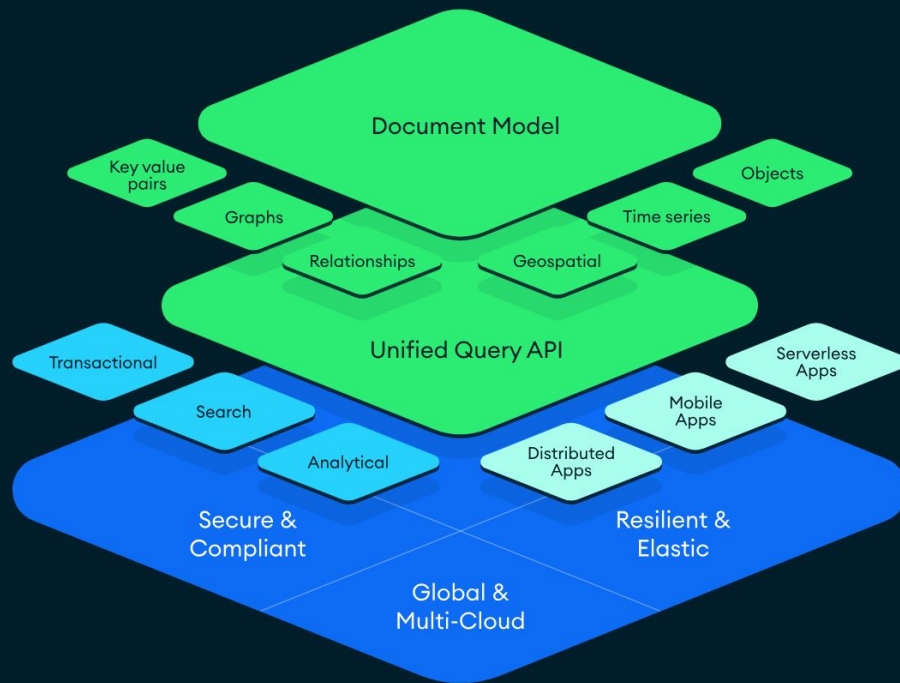 Document Model
Key value
pairs
Objects
Graphs
Time series
Relationships
Geospatial
Unified Query API
Transactional
Serverless
Apps
Search
Mobile
Apps
Analytical
Distributed
Apps
Secure &
Compliant
Resilient &
Elastic
Global &
Multi-Cloud